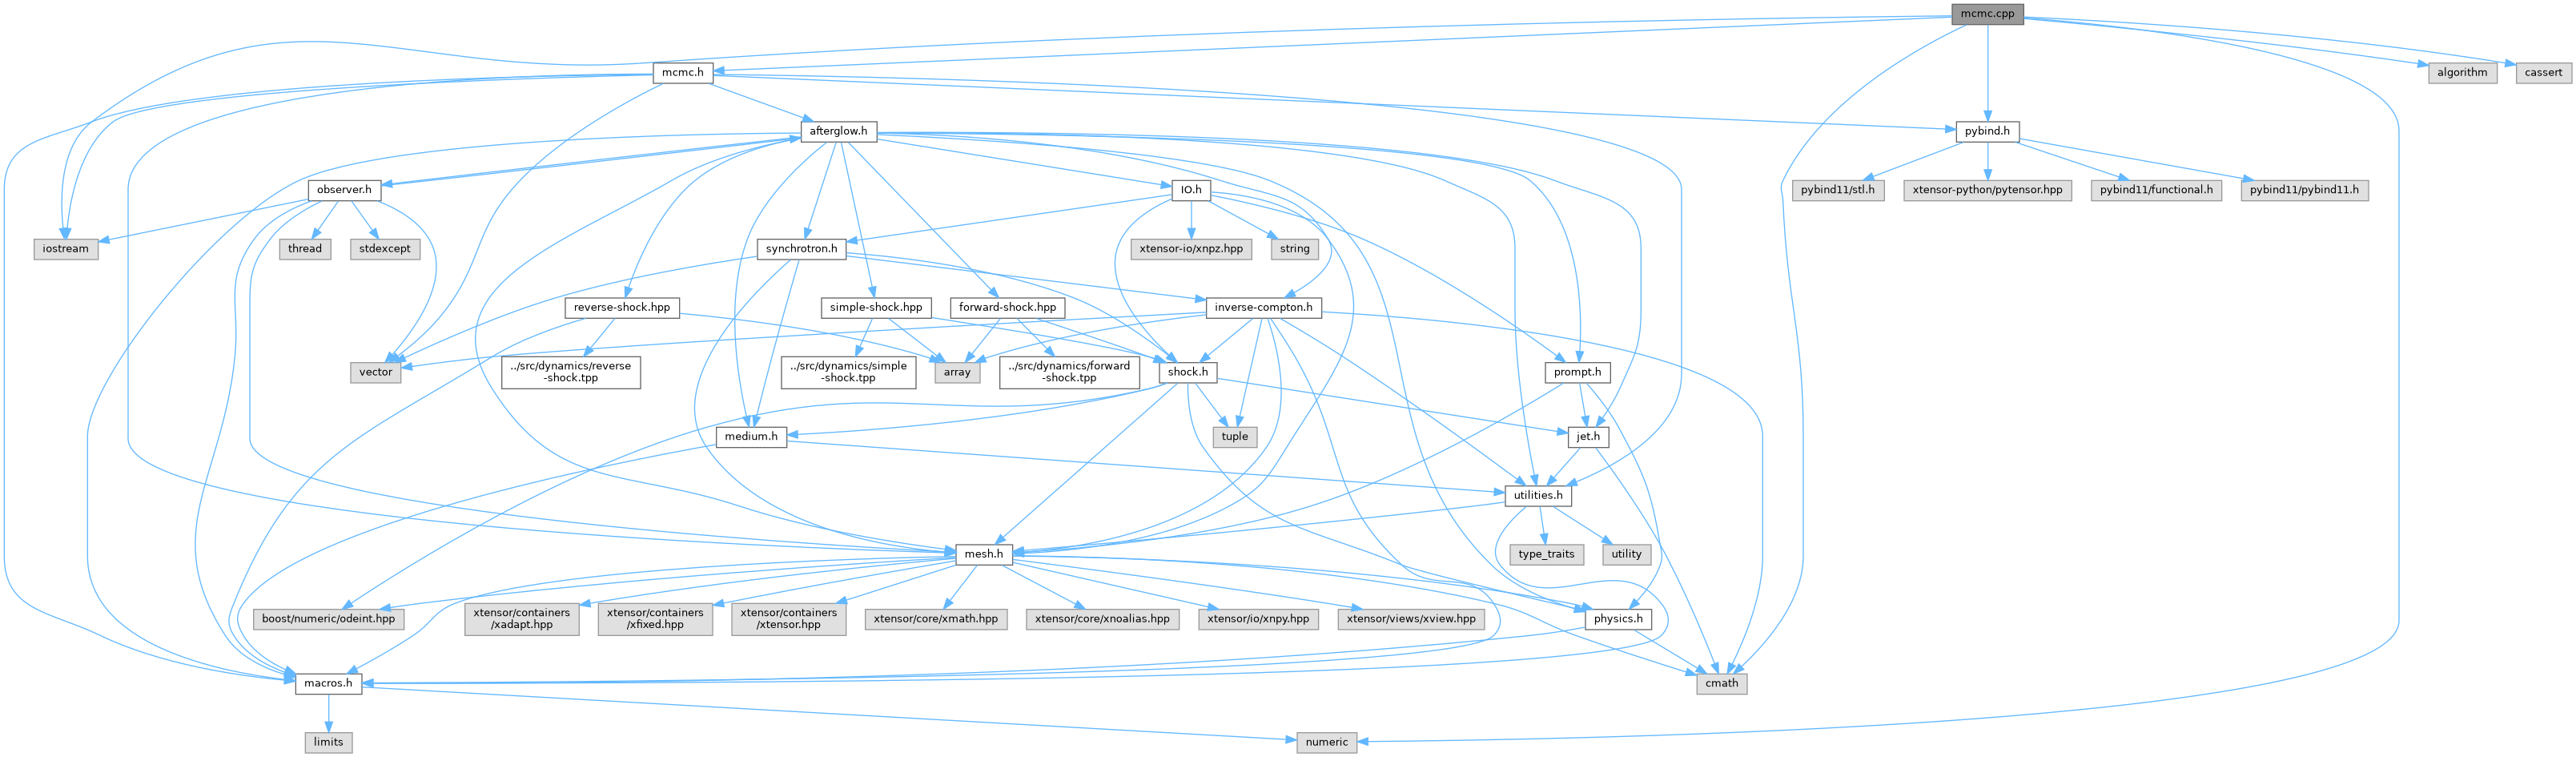 mcmc.cpp
mcmc.h
algorithm
cassert
afterglow.h
pybind.h
observer.h
IO.h
pybind11/stl.h
xtensor-python/pytensor.hpp
pybind11/functional.h
pybind11/pybind11.h
iostream
thread
stdexcept
synchrotron.h
xtensor-io/xnpz.hpp
string
reverse-shock.hpp
simple-shock.hpp
forward-shock.hpp
inverse-compton.h
vector
../src/dynamics/reverse
-shock.tpp
../src/dynamics/simple
-shock.tpp
array
../src/dynamics/forward
-shock.tpp
shock.h
prompt.h
medium.h
tuple
jet.h
utilities.h
mesh.h
type_traits
utility
boost/numeric/odeint.hpp
xtensor/containers
/xadapt.hpp
xtensor/containers
/xfixed.hpp
xtensor/containers
/xtensor.hpp
xtensor/core/xmath.hpp
xtensor/core/xnoalias.hpp
xtensor/io/xnpy.hpp
xtensor/views/xview.hpp
physics.h
macros.h
cmath
limits
numeric